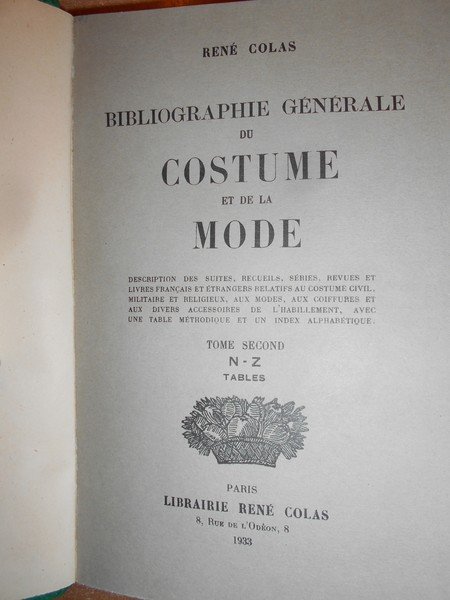 RENÉ COLAS
BIBLIOGRAPHIE GÉNÉRALE
DU
COSTUME
ET DE LA
MODE
DESCRIPTION DES SUITES, RECUEILS, SÉRIES, REVUES ET
LIVRES FRANÇAIS ET ÉTRANGERS RELATIFS AU COSTUME CIVIL,
MILITAIRE ET RELIGIEUX, AUX MODES, AUX COIFFURES ET
AUX DIVERS ACCESSOIRES DE L'HABILLEMENT, AVEC
UNE TABLE MÉTHODIQUE ET UN INDEX ALPHABÉTIQUE.
TOME SECOND
N - Z
TABLES
PARIS
LIBRAIRIE RENÉ COLAS
8, RUE DE L'ODÉON, 8
1933